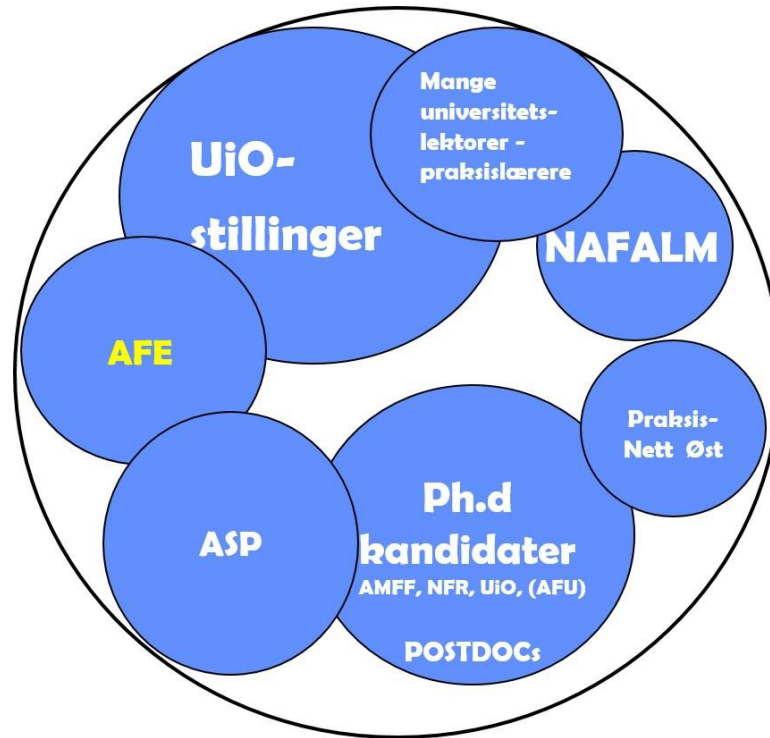 Mange
universitets-
lektorer -
praksislærere
UiO-
stillinger
NAFALM
AFE
Praksis-
Nett Øst
Ph.d
kandidater
AMFF, NFR, UiO, (AFU)
POSTDOCs
ASP